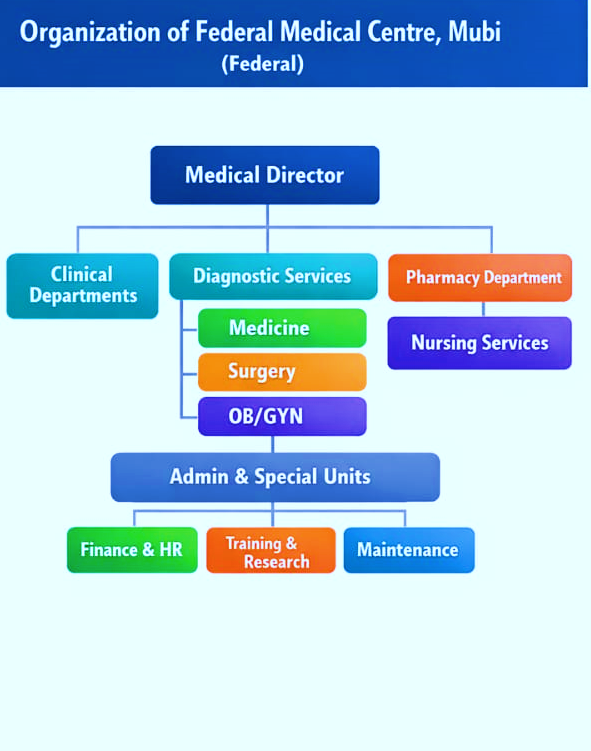 Organization of Federal Medical Centre, Mubi
(Federal)
Medical Director
Clinical
Departments
Diagnostic Services
Pharmacy Department
Medicine
Nursing Services
Surgery
OB/GYN
Admin & Special Units
Finance & HR
Training &
Research
Maintenance